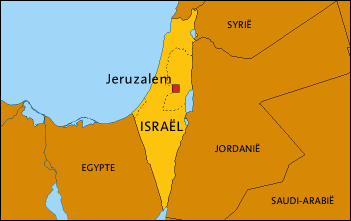 SYRIË
Jeruzalem
ISRAËL
JORDANIË
EGYPTE
SAUDI-ARABIË